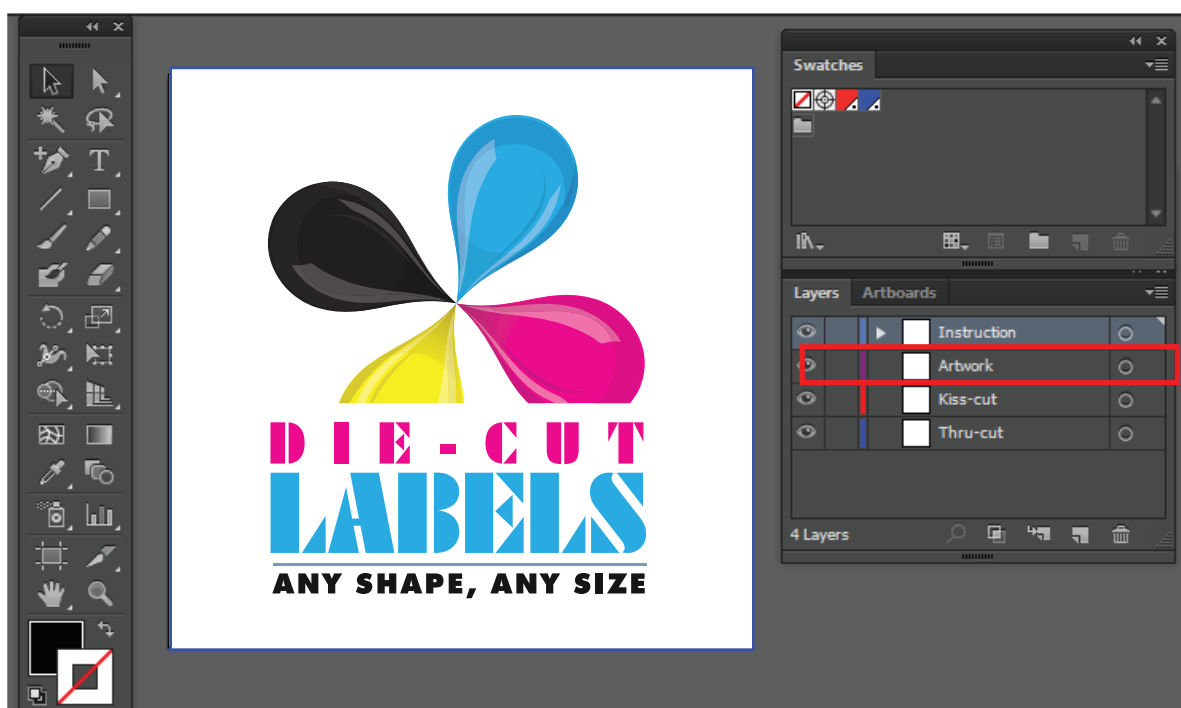 Swatches
DIE-CUT
LABELS
ANY SHAPE, ANY SIZE
Layers Artboards
Instruction
Artwork
Kiss-cut
Thru-cut
4 Layers